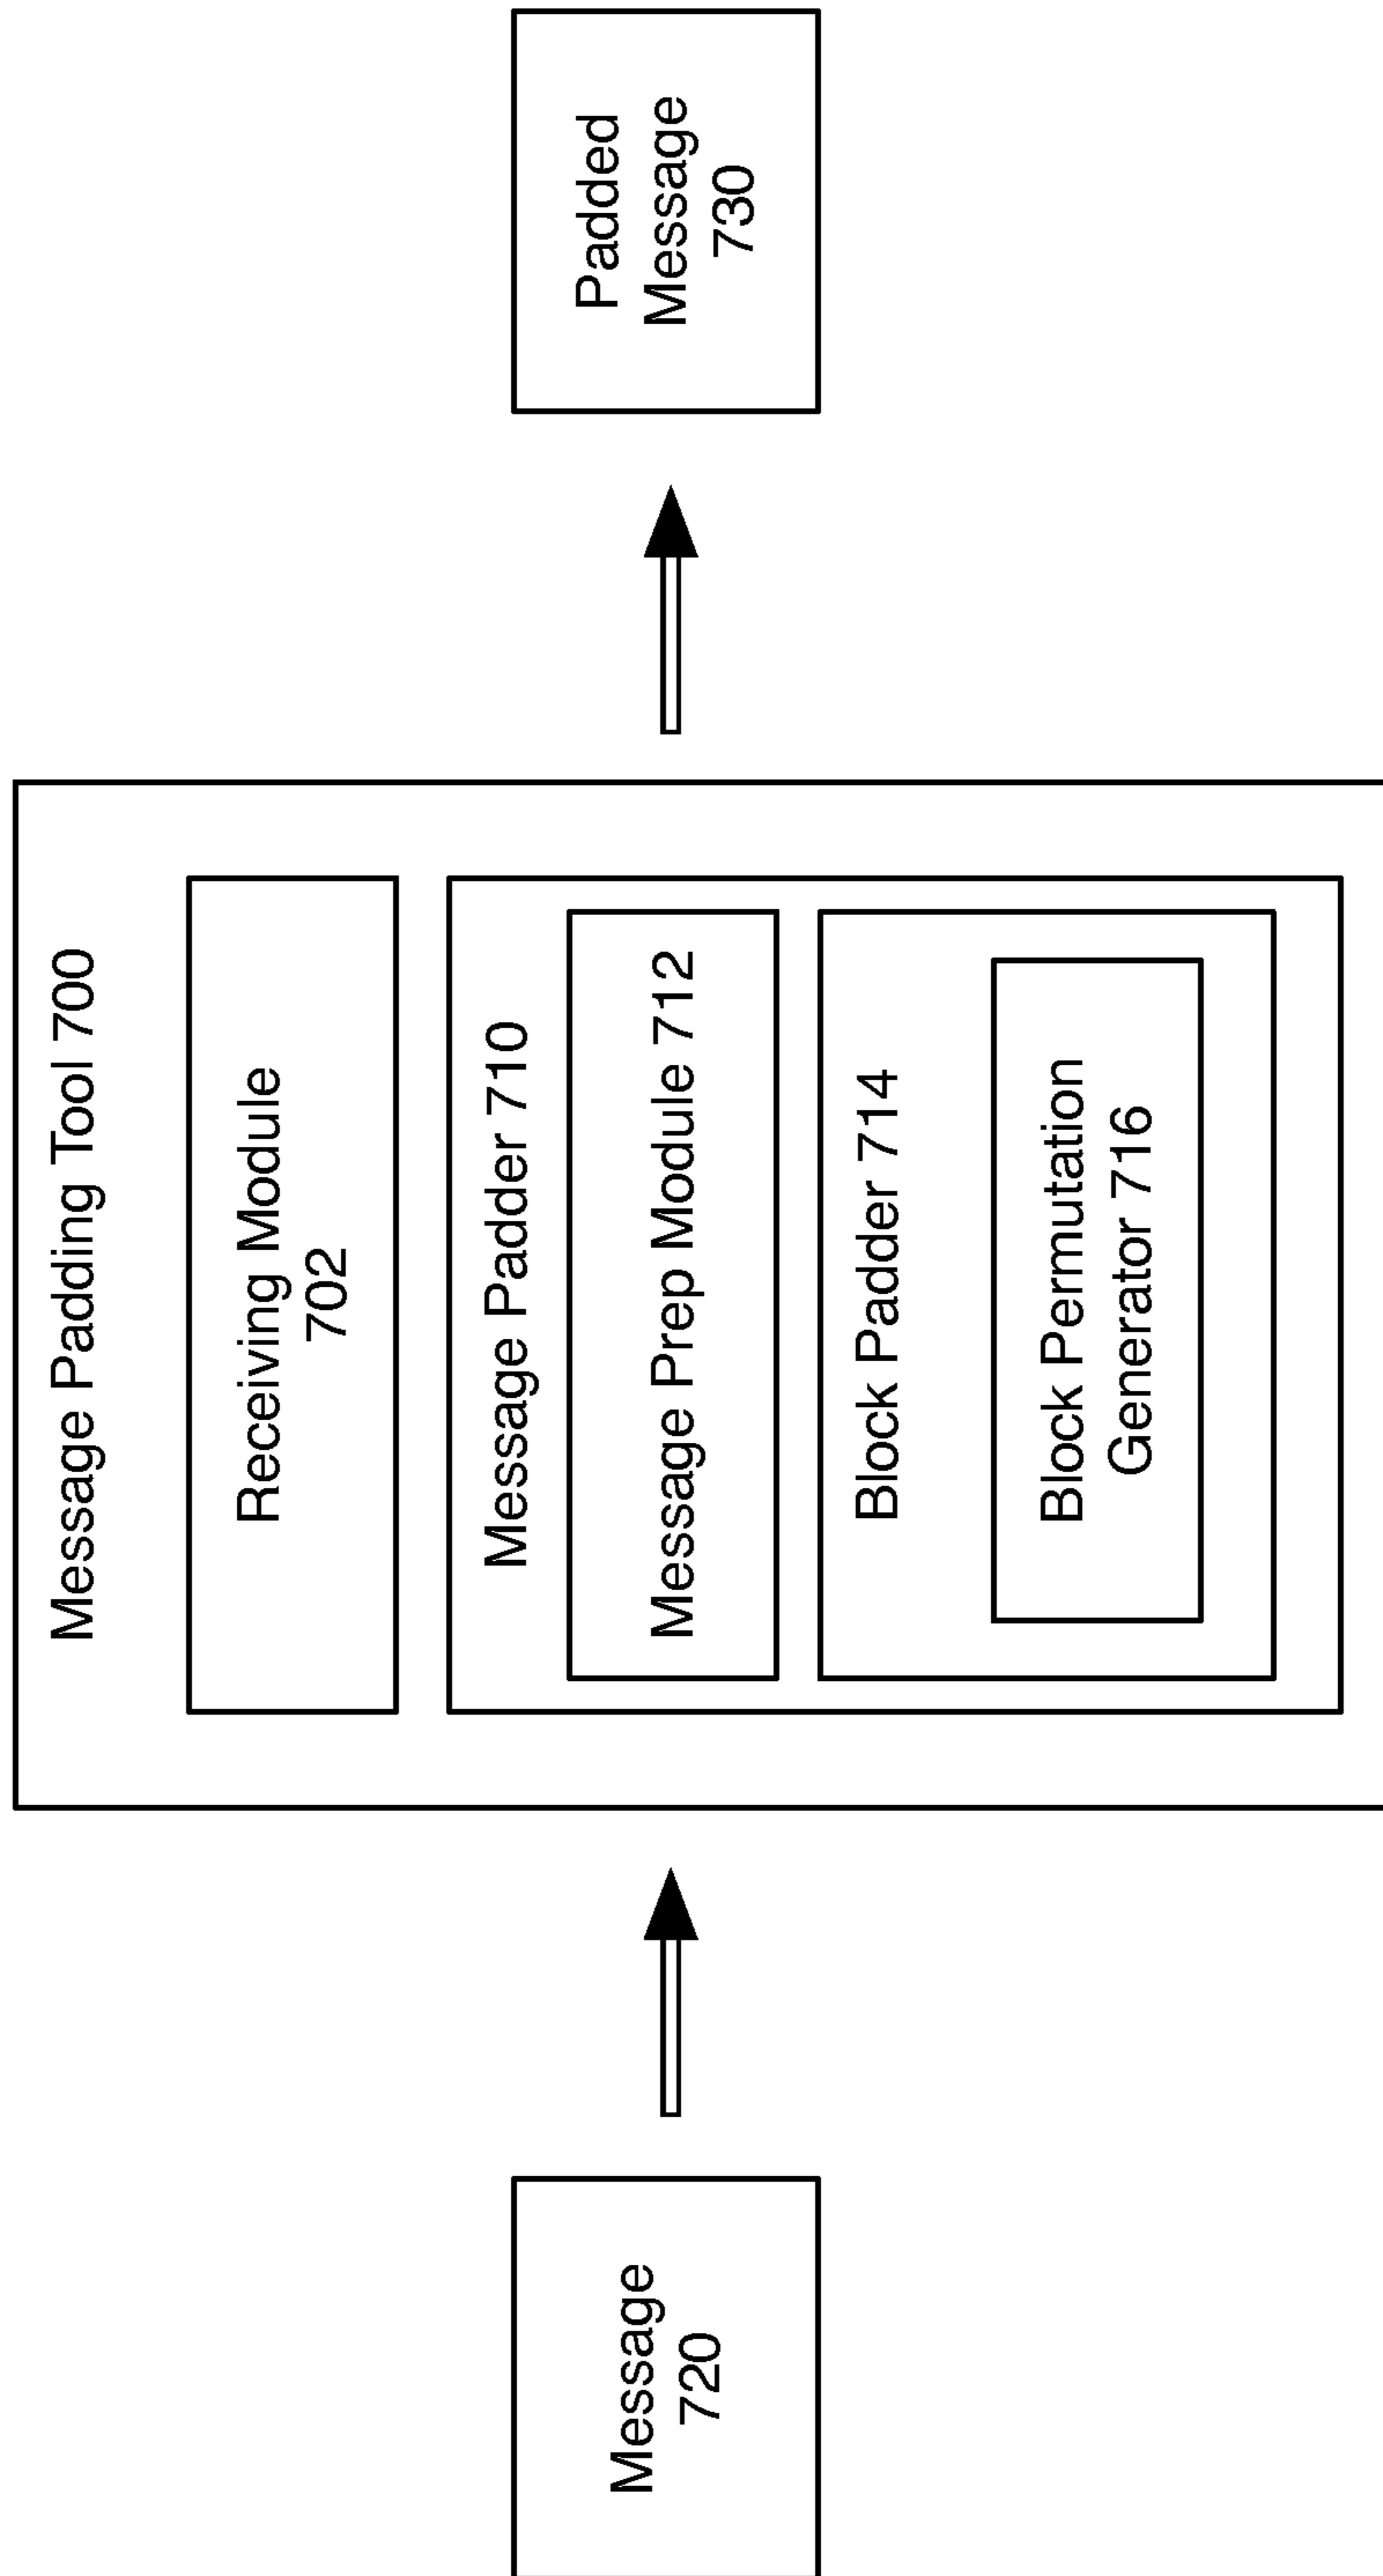 Message
720
Message Padding Tool 700
Receiving Module
702
Message Padder 710
Message Prep Module 712
Block Padder 714
Block Permutation
Generator 716
Padded
Message
730